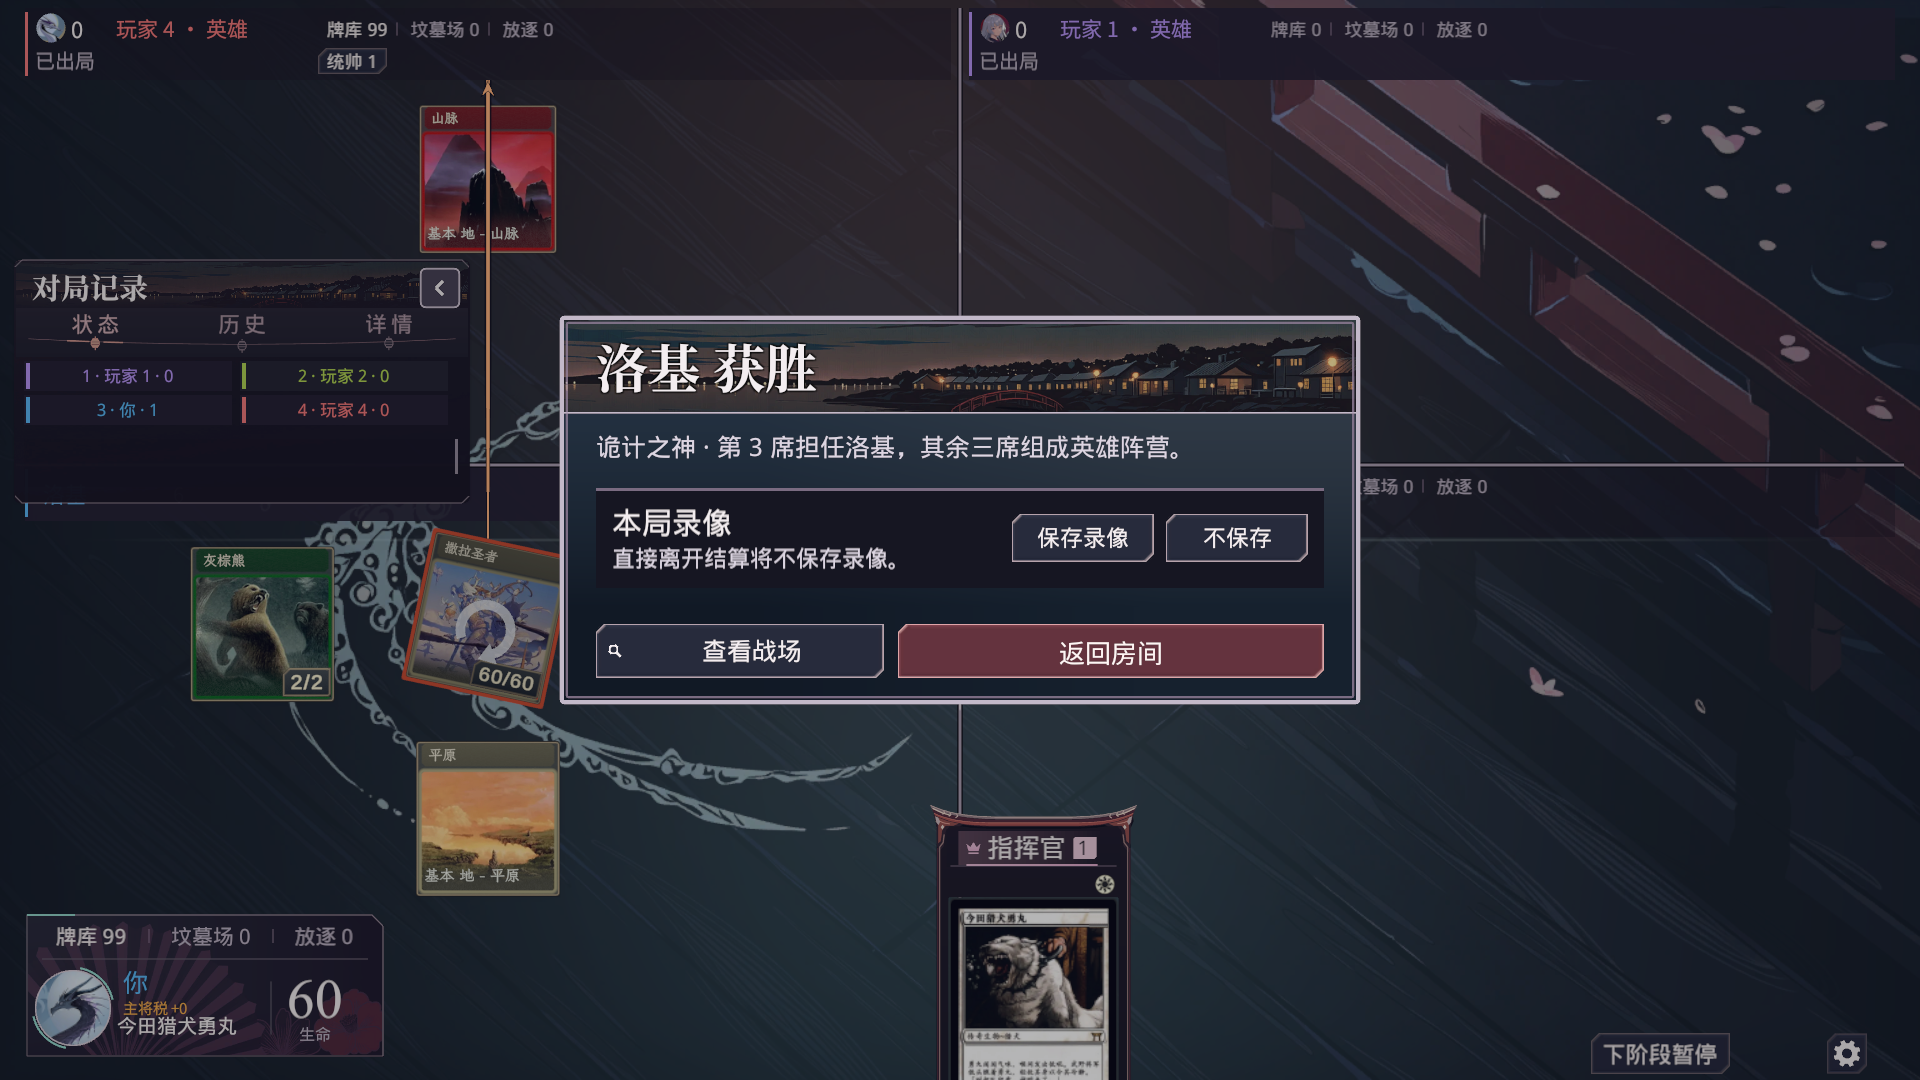 0 玩家 4 · 英雄 牌库 99 坟墓场 0 放逐 0
已出局 统帅 1
0 玩家 1 · 英雄 牌库 0 坟墓场 0 放逐 0
已出局
山脉
基本 地 - 山脉
对局记录
状态 历史 详情
1 · 玩家 1 · 0 2 · 玩家 2 · 0
3 · 你 · 1 4 · 玩家 4 · 0
墓场 0 放逐 0
洛基 获胜
诡计之神 · 第 3 席担任洛基，其余三席组成英雄阵营。
本局录像
直接离开结算将不保存录像。
保存录像 不保存
查看战场 返回房间
灰棕熊
2/2
撒拉圣者
60/60
平原
基本 地 - 平原
指挥官 1
今田猎犬勇丸
传奇生物~猎犬
牌库 99 坟墓场 0 放逐 0
你
主将税 +0
今田猎犬勇丸
60
生命
下阶段暂停